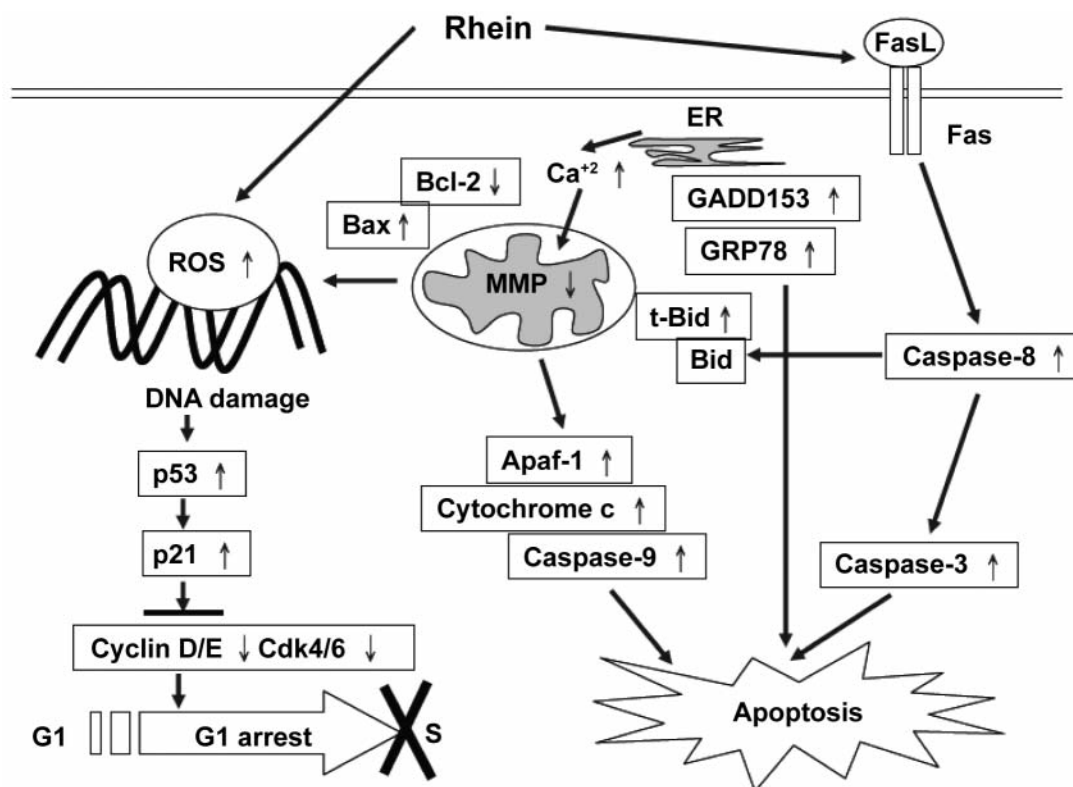 Rhein
FasL
Fas
ER
Ca+2 ↑
Bcl-2 ↓
Bax ↑
GADD153 ↑
GRP78 ↑
ROS ↑
MMP ↓
t-Bid ↑
Bid
Caspase-8 ↑
DNA damage
p53 ↑
Apaf-1 ↑
Cytochrome c ↑
p21 ↑
Caspase-9 ↑
Caspase-3 ↑
Cyclin D/E ↓ Cdk4/6 ↓
G1
G1 arrest
S
Apoptosis